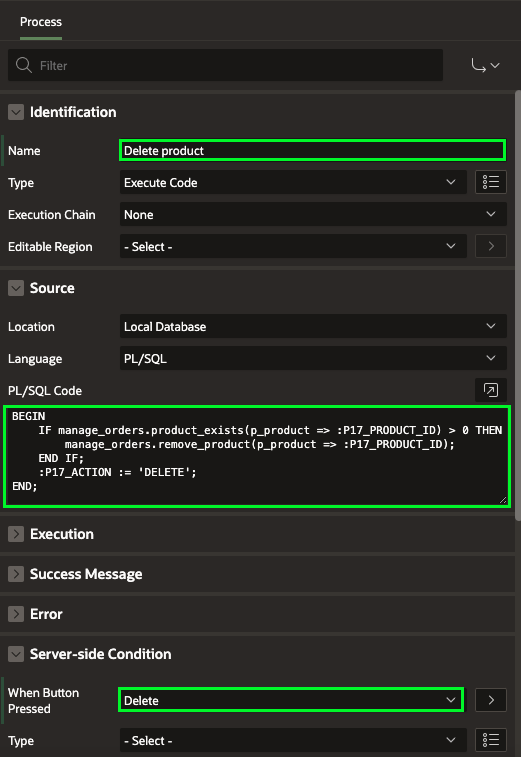 Process
Filter
Identification
Name Delete product
Type Execute Code
Execution Chain None
Editable Region - Select -
Source
Location Local Database
Language PL/SQL
PL/SQL Code
BEGIN
    IF manage_orders.product_exists(p_product => :P17_PRODUCT_ID) > 0 THEN
        manage_orders.remove_product(p_product => :P17_PRODUCT_ID);
    END IF;
    :P17_ACTION := 'DELETE';
END;
Execution
Success Message
Error
Server-side Condition
When Button Pressed Delete
Type - Select -